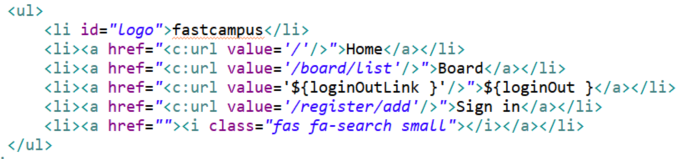 <ul>
<li id="logo">fastcampus</li>
<li><a href="<c:url value='/'/>">Home</a></li>
<li><a href="<c:url value='/board/list'/>">Board</a></li>
<li><a href="<c:url value='${loginOutLink }'/>">${loginOut }</a></li>
<li><a href="<c:url value='/register/add'/>">Sign in</a></li>
<li><a href=""><i class="fas fa-search small"></i></a></li>
</ul>